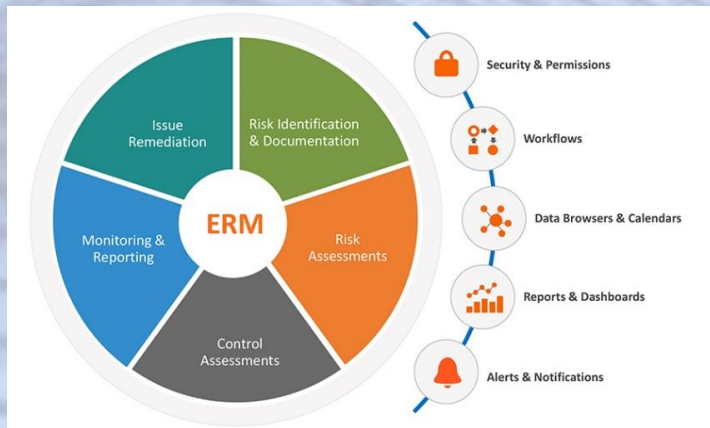 Issue
Remediation
Risk Identification
& Documentation
ERM
Monitoring &
Reporting
Risk
Assessments
Control
Assessments
Security & Permissions
Workflows
Data Browsers & Calendars
Reports & Dashboards
Alerts & Notifications